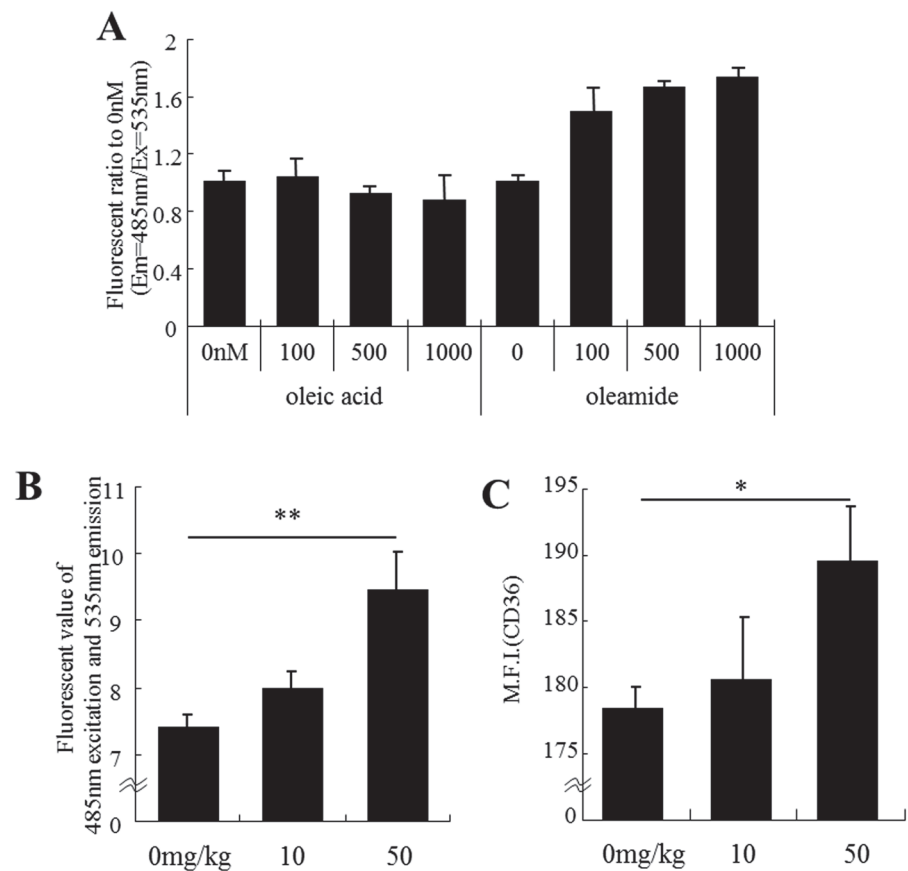 A
Fluorescent ratio to 0nM
(Em=485nm/Ex=535nm)
2
1.6
1.2
0.8
0.4
0
0nM 100 500 1000 0 100 500 1000
oleic acid oleamide
B
Fluorescent value of
485nm excitation and 535nm emission
11
10
9
8
7
0
**
0mg/kg 10 50
C
M.F.I.(CD36)
195
190
185
180
175
0
*
0mg/kg 10 50